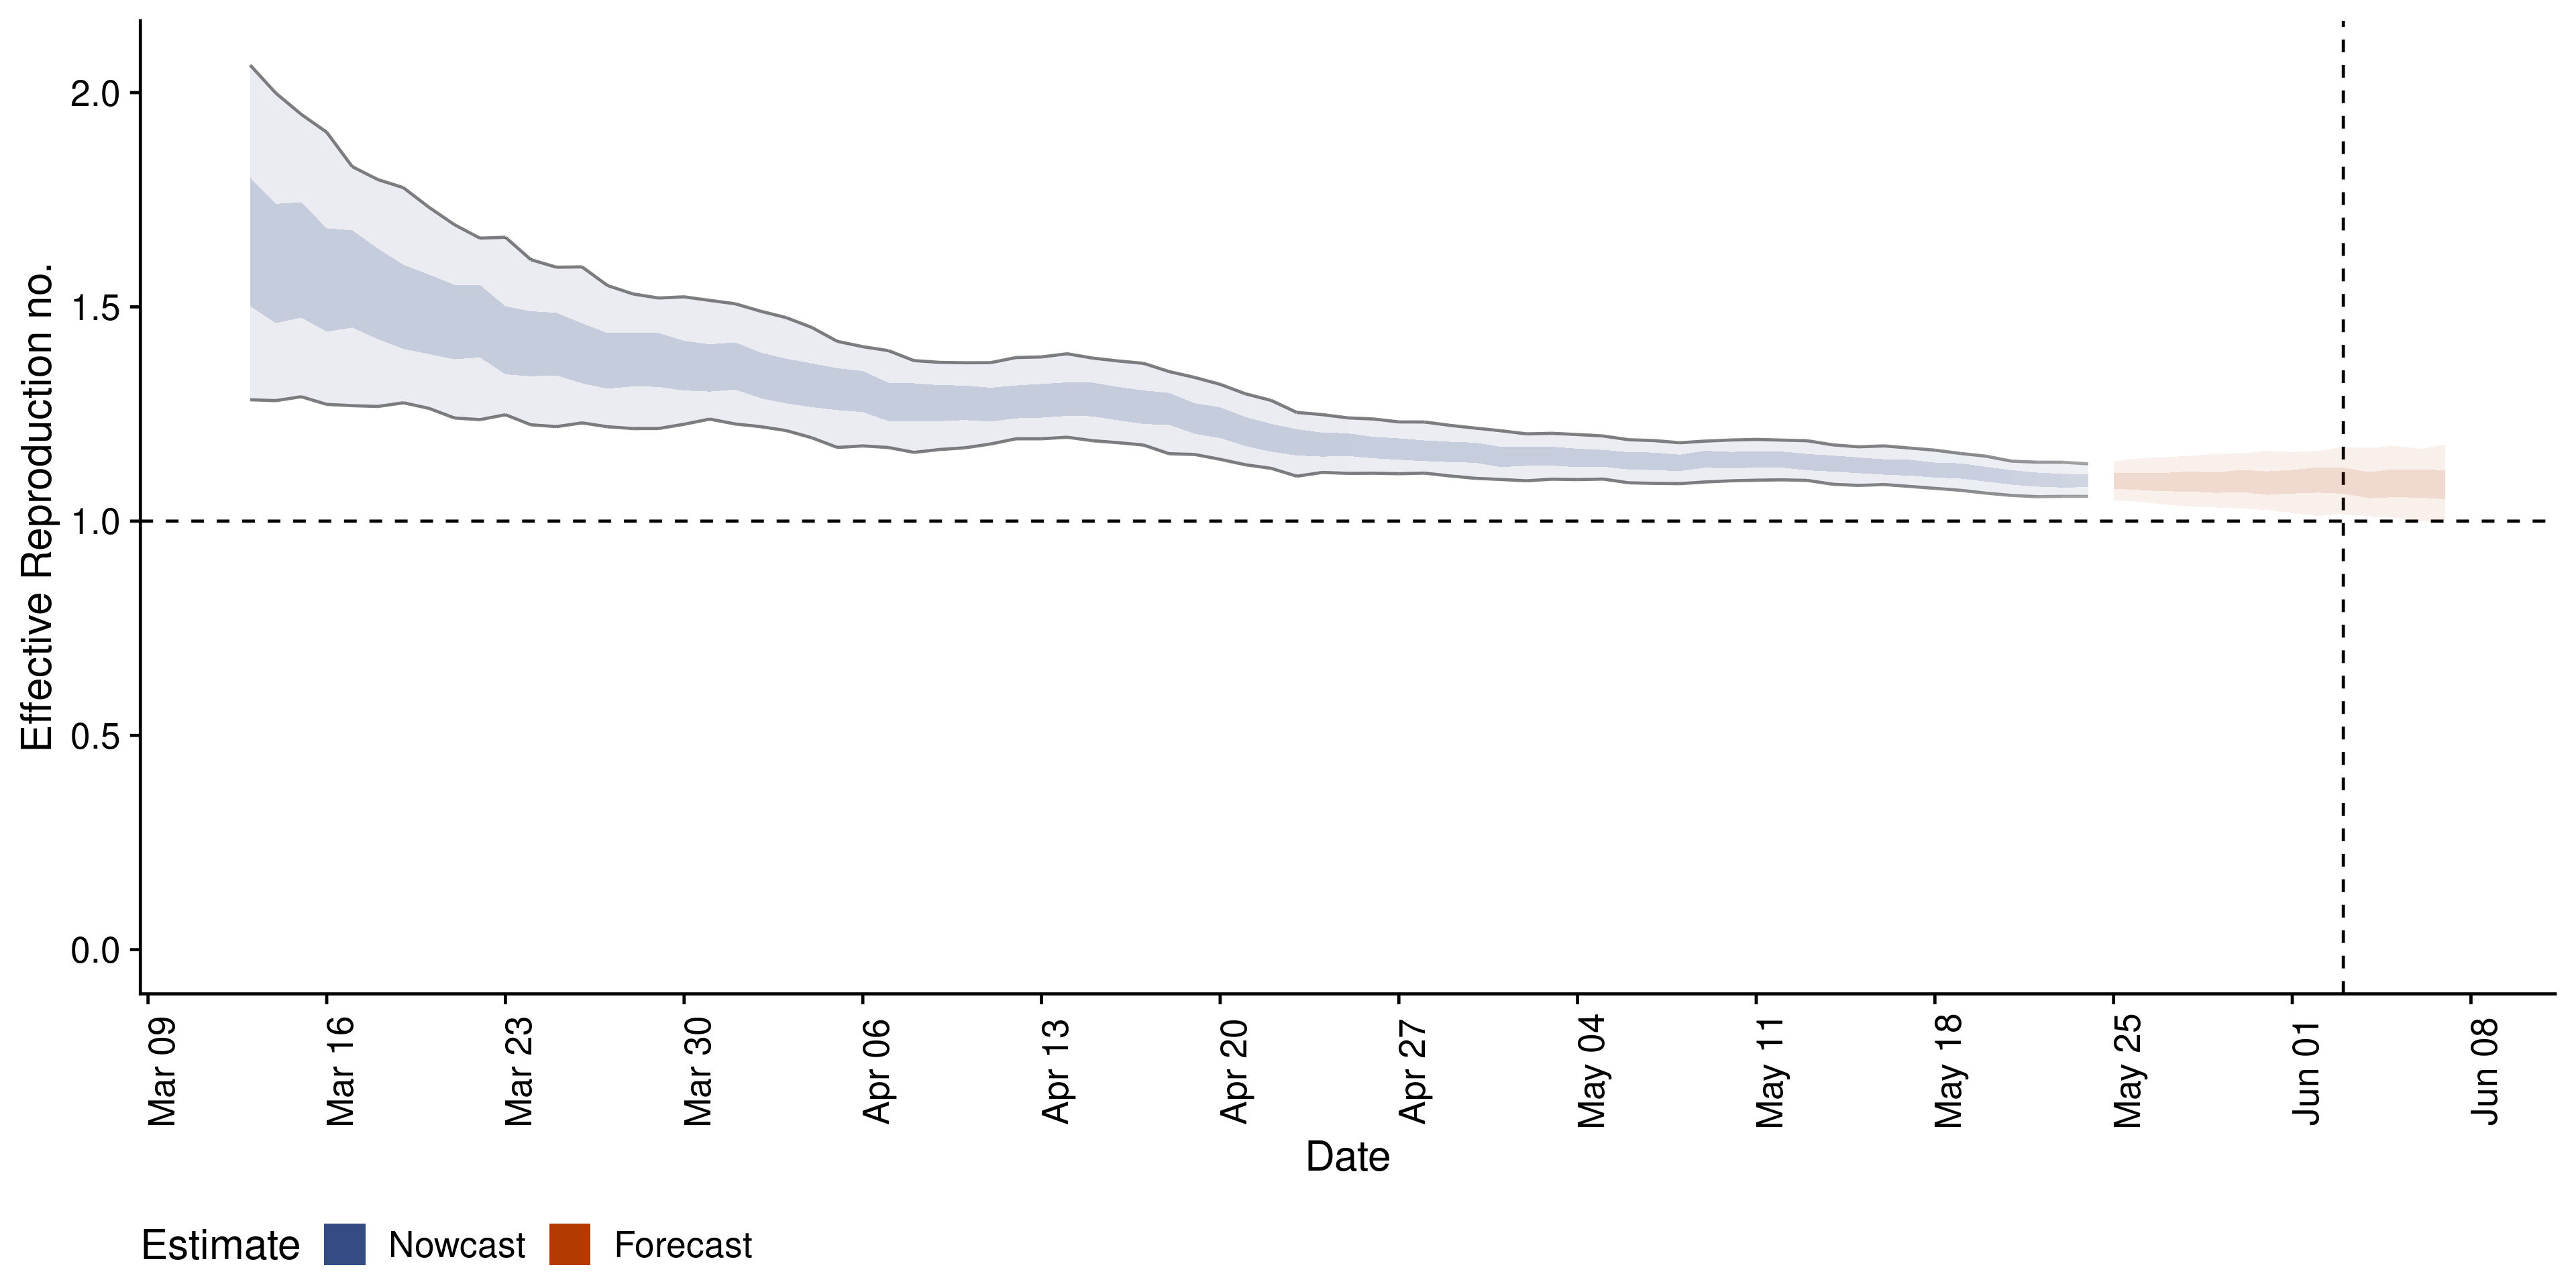 Effective Reproduction no.
2.0
1.5
1.0
0.5
0.0
Mar 09
Mar 16
Mar 23
Mar 30
Apr 06
Apr 13
Apr 20
Apr 27
May 04
May 11
May 18
May 25
Jun 01
Jun 08
Date
Estimate Nowcast Forecast